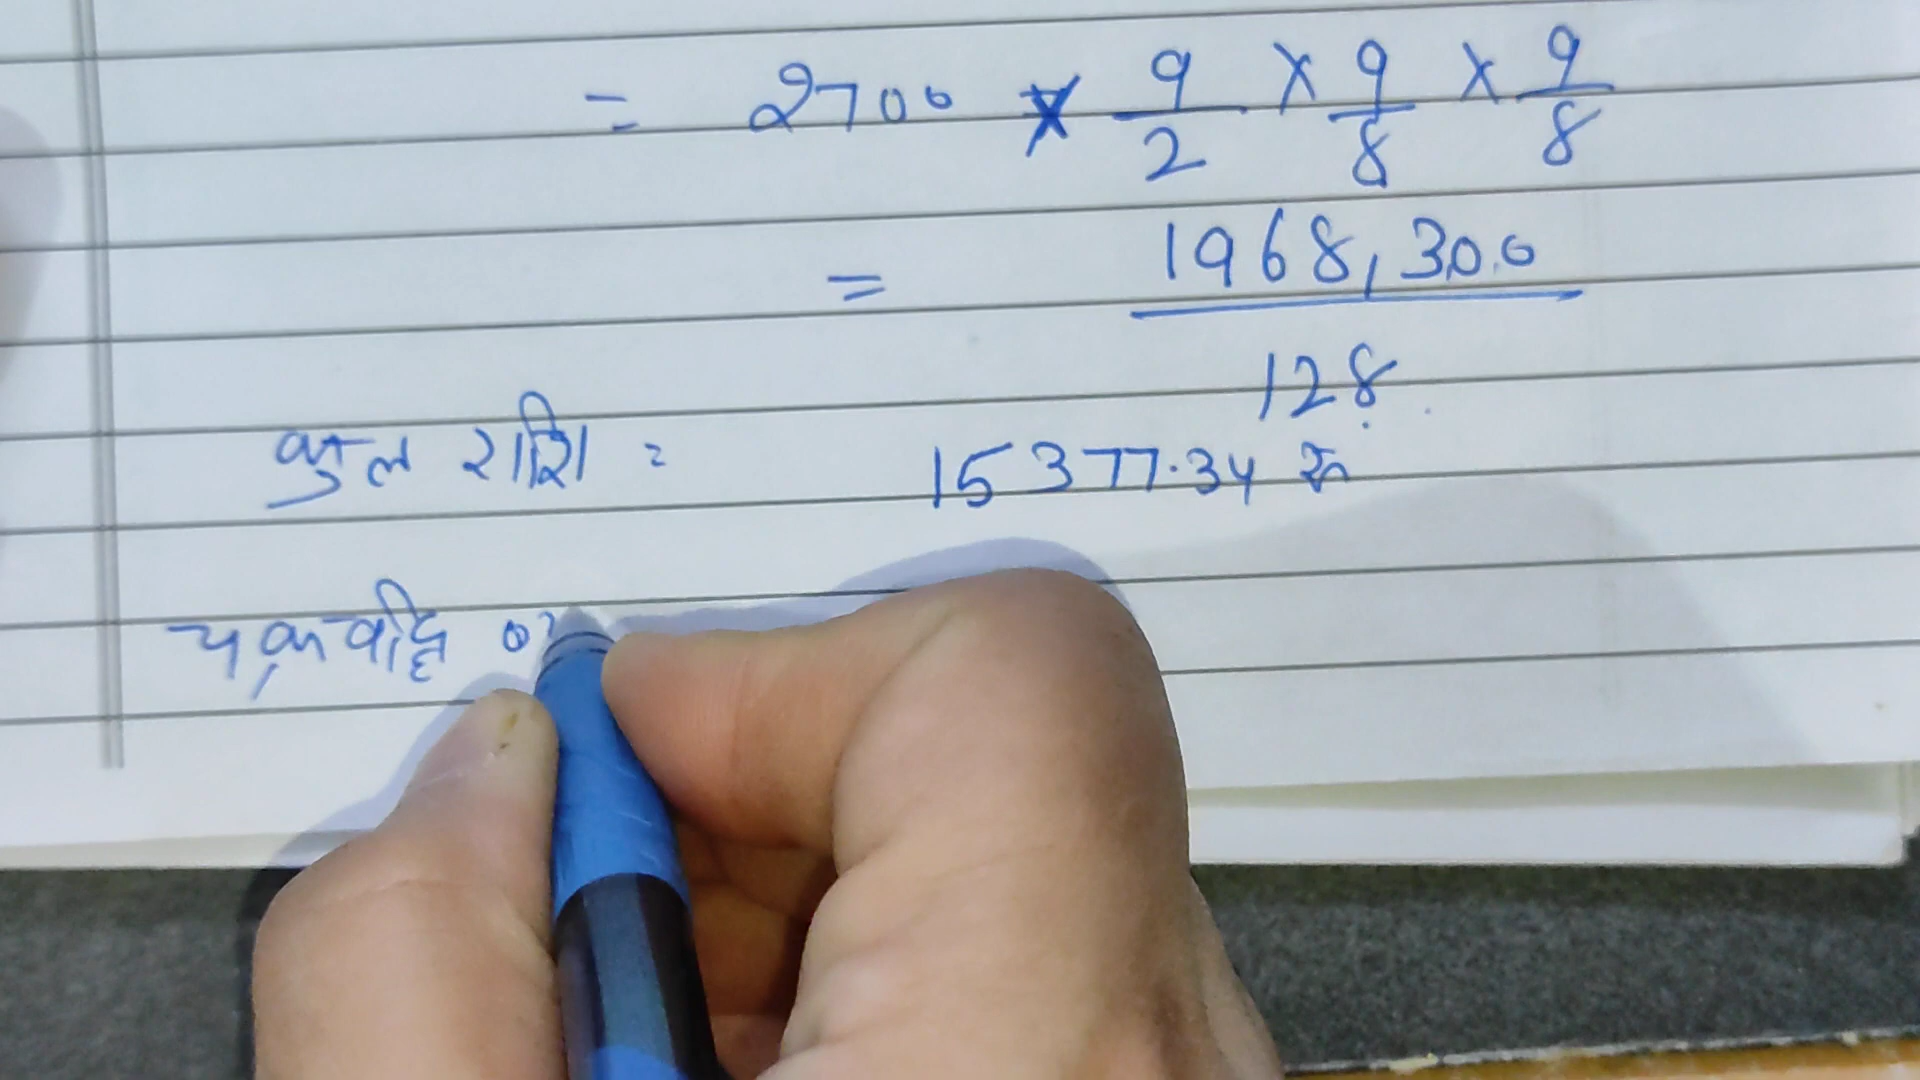 = 2700 × 9/2 × 9/8 × 9/8
= 1968,300/128
कुल राशि = 15377.34 रू
चक्रवृद्धि